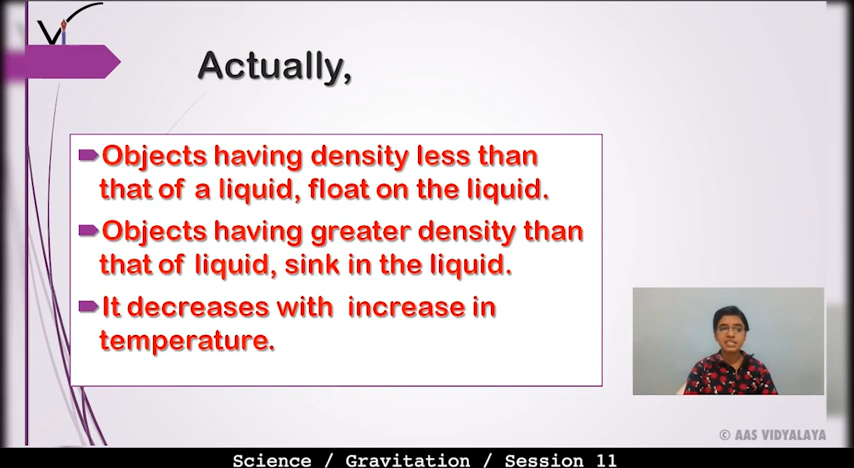 Actually,
Objects having density less than
that of a liquid, float on the liquid.
Objects having greater density than
that of liquid, sink in the liquid.
It decreases with increase in
temperature.
© AAS VIDYALAYA
Science / Gravitation / Session 11